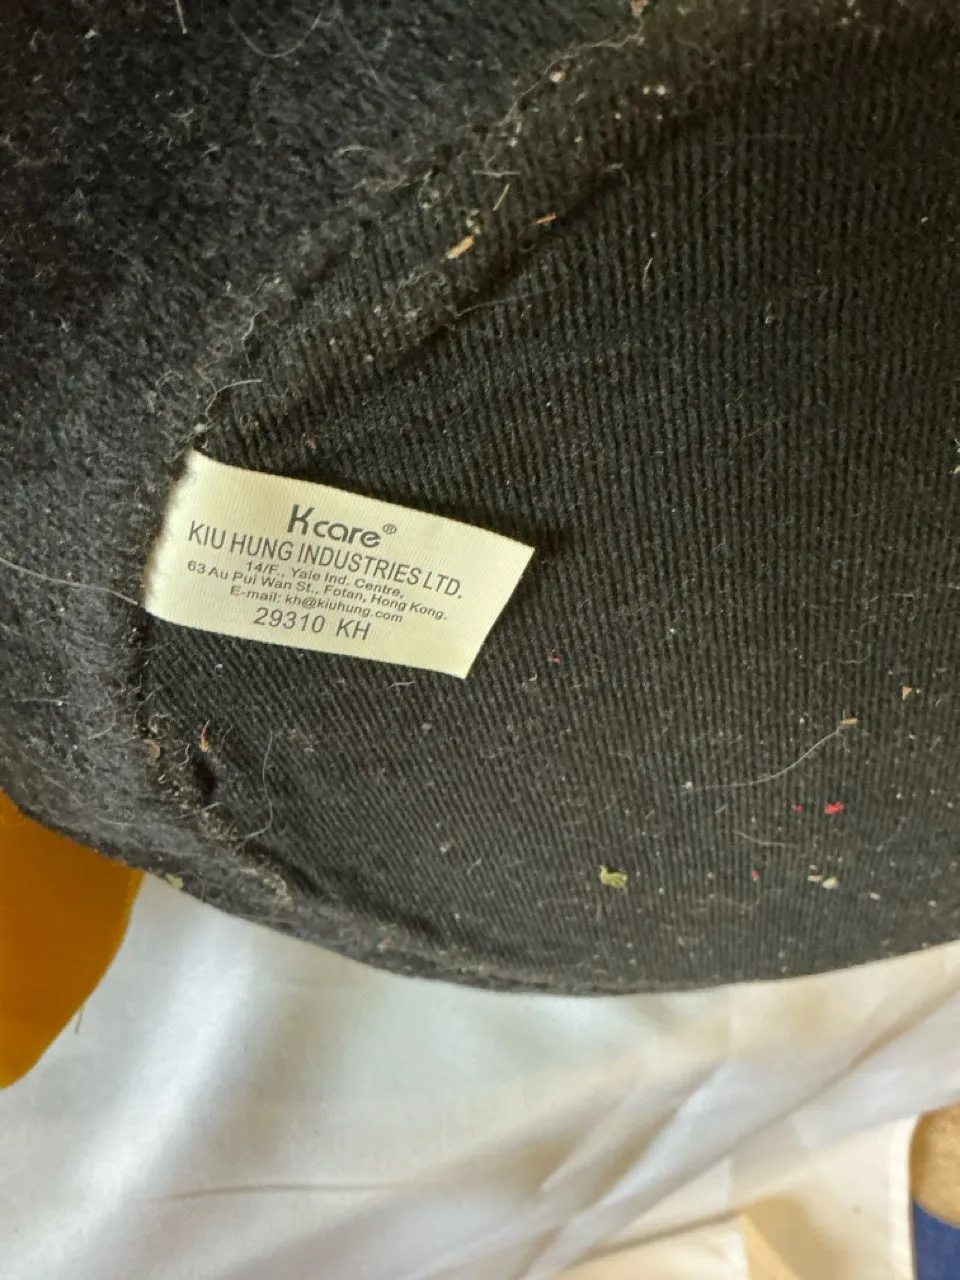 Kcare®
KIU HUNG INDUSTRIES LTD.
14/F., Yale Ind. Centre,
63 Au Pui Wan St., Fotan, Hong Kong.
E-mail: kh@kiuhung.com
29310 KH